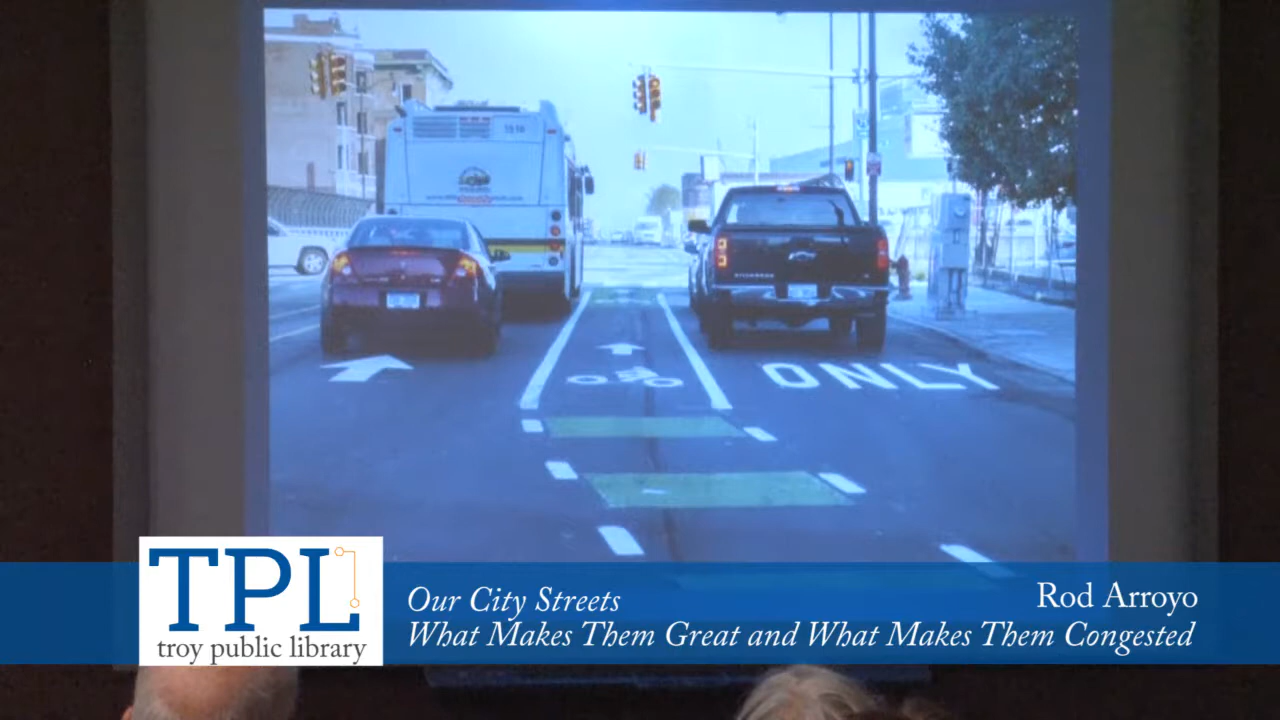 ONLY
TPL
troy public library
Our City Streets
What Makes Them Great and What Makes Them Congested
Rod Arroyo